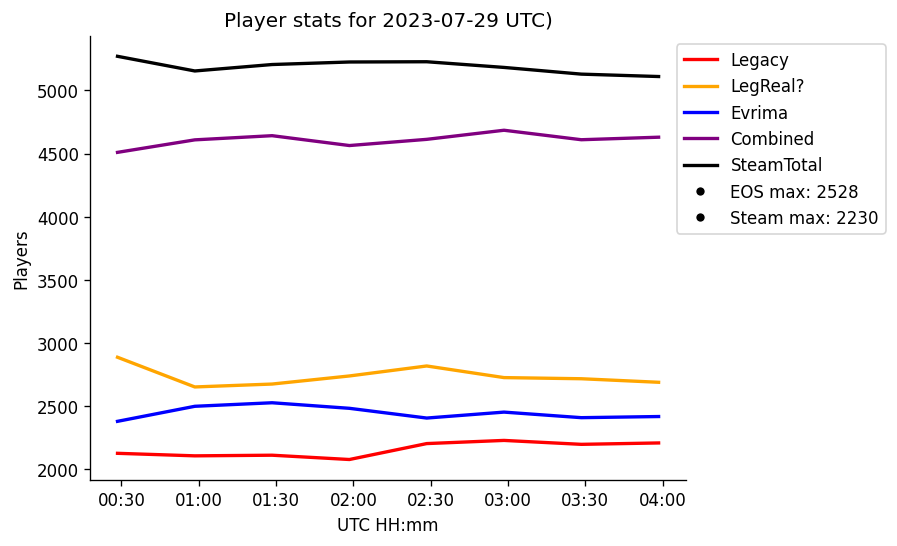 Player stats for 2023-07-29 UTC)
Legacy
LegReal?
Evrima
Combined
SteamTotal
EOS max: 2528
Steam max: 2230
Players
5000
4500
4000
3500
3000
2500
2000
00:30 01:00 01:30 02:00 02:30 03:00 03:30 04:00
UTC HH:mm